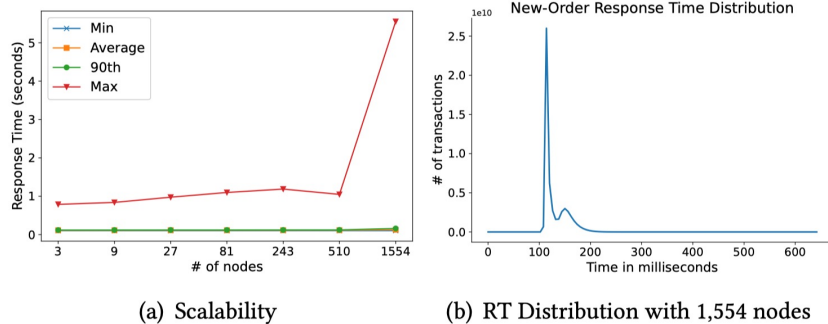 Min
Average
90th
Max
Response Time (seconds)
5
4
3
2
1
0
3 9 27 81 243 510 1554
# of nodes
(a) Scalability
New-Order Response Time Distribution
1e10
# of transactions
2.5
2.0
1.5
1.0
0.5
0.0
0 100 200 300 400 500 600
Time in milliseconds
(b) RT Distribution with 1,554 nodes